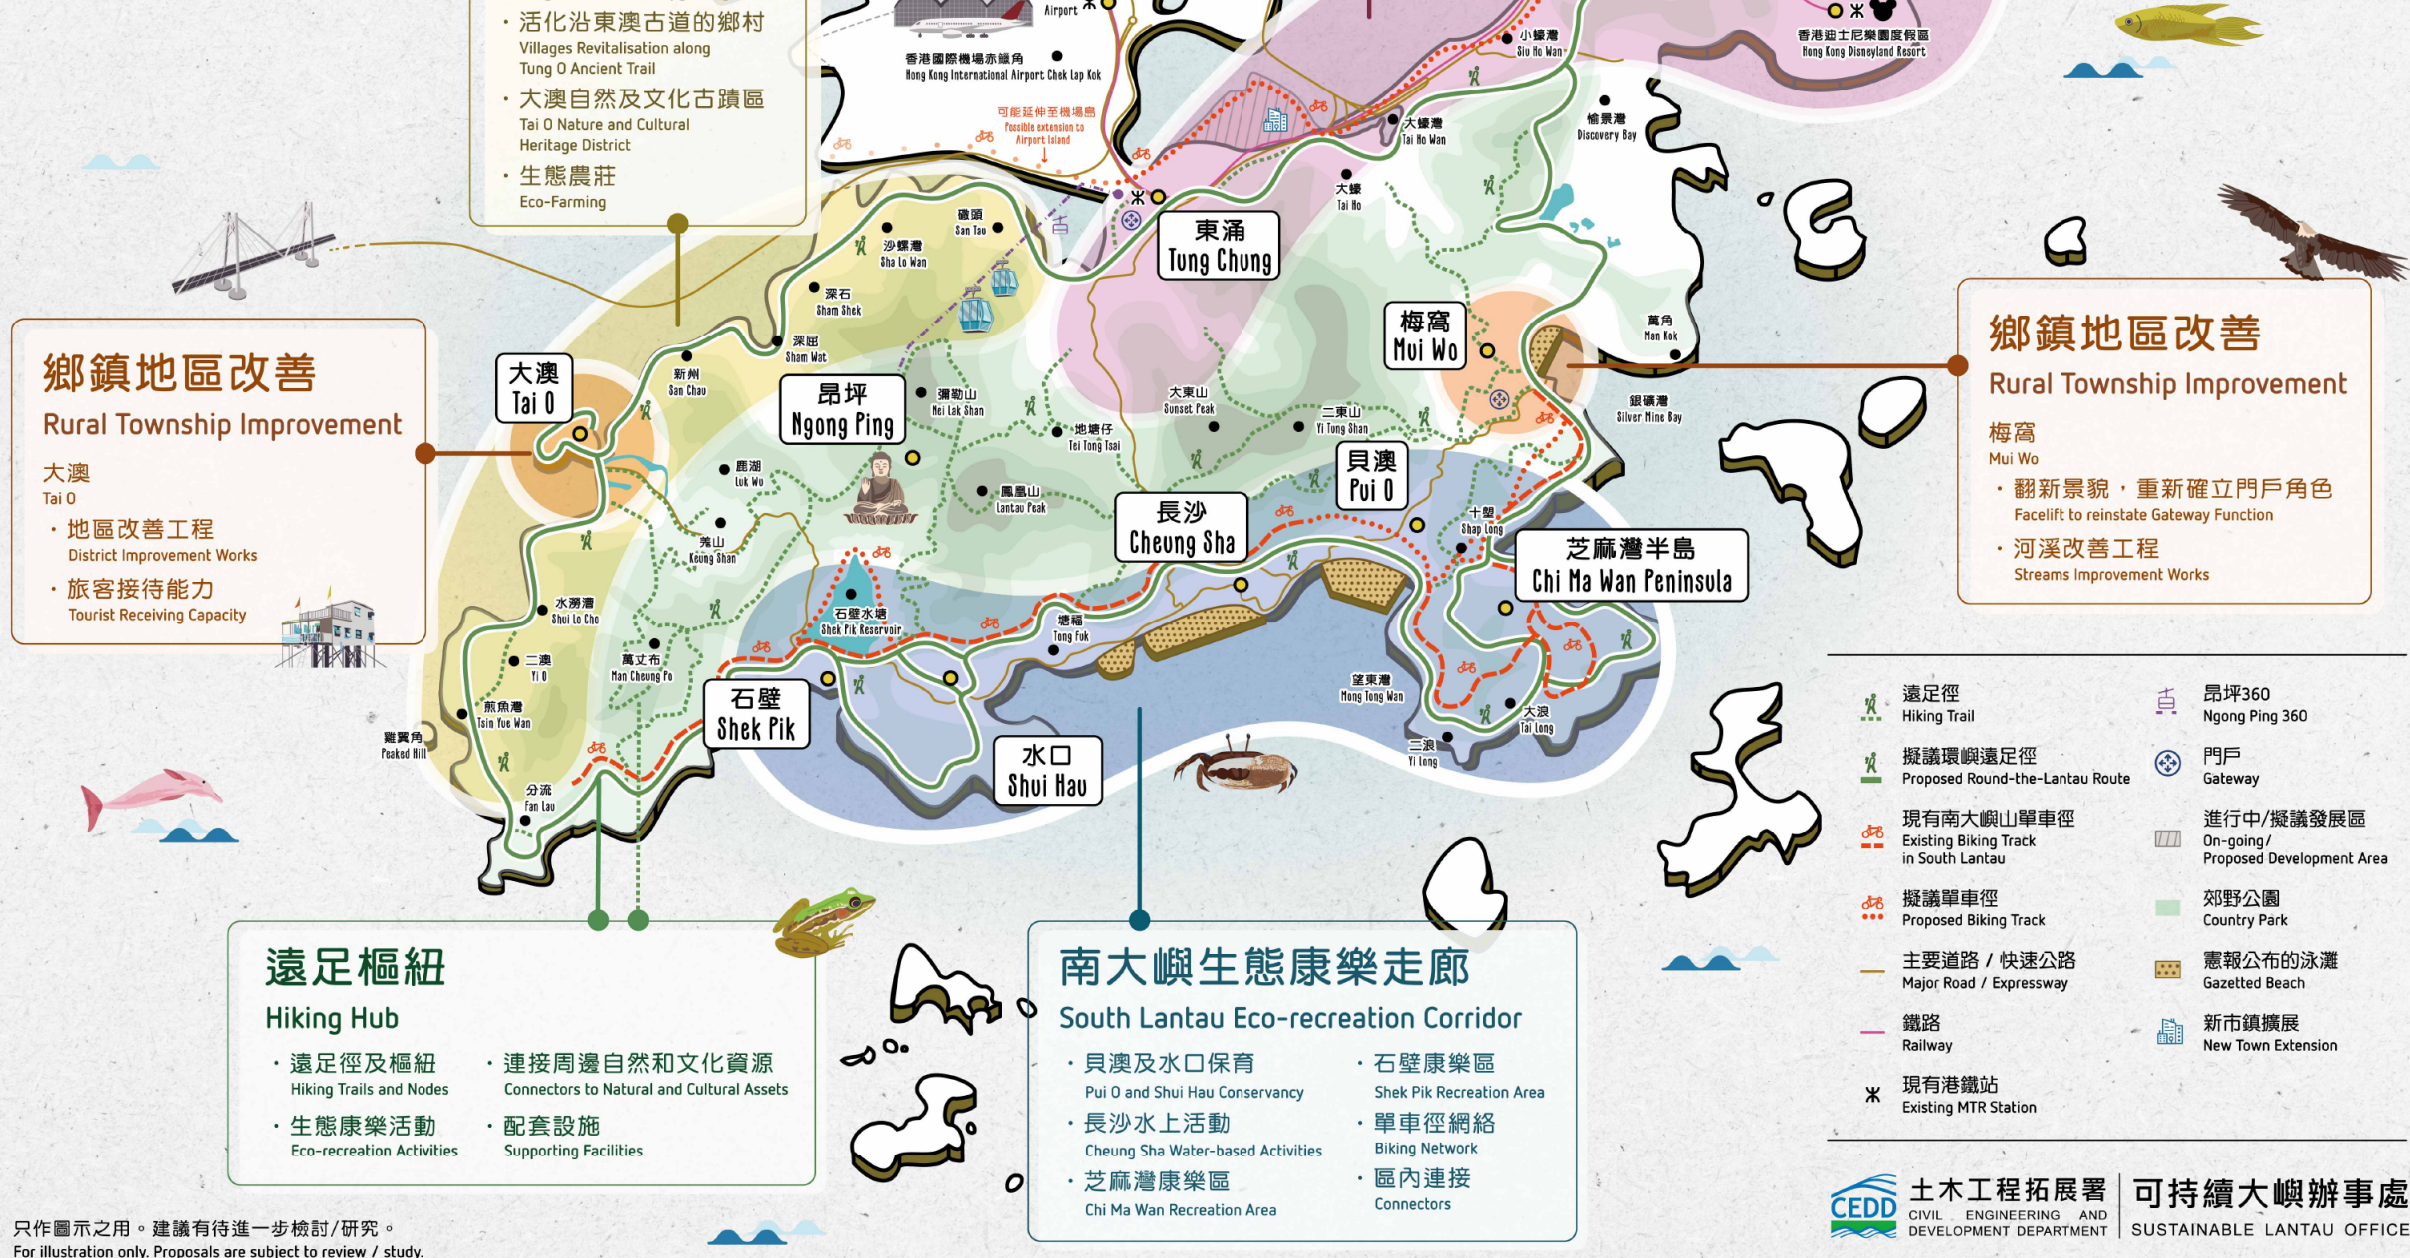 活化沿東澳古道的鄉村
Villages Revitalisation along
Tung O Ancient Trail
大澳自然及文化古蹟區
Tai O Nature and Cultural
Heritage District
生態農莊
Eco-Farming
Airport
香港國際機場赤鱲角
Hong Kong International Airport Chek Lap Kok
可能延伸至機場島
Possible extension to
Airport Island
小蠔灣
Siu Ho Wan
香港迪士尼樂園度假區
Hong Kong Disneyland Resort
大蠔灣
Tai Ho Wan
愉景灣
Discovery Bay
大蠔
Tai Ho
磡頭
San Tau
沙螺灣
Sha Lo Wan
東涌
Tung Chung
深石
Sham Shek
深屈
Sham Wat
新州
San Chau
大澳
Tai O
昂坪
Ngong Ping
彌勒山
Nei Lak Shan
地塘仔
Tei Tong Tsai
大東山
Sunset Peak
二東山
Yi Tung Shan
梅窩
Mui Wo
萬角
Man Kok
銀礦灣
Silver Mine Bay
鄉鎮地區改善
Rural Township Improvement
大澳
Tai O
・地區改善工程
District Improvement Works
・旅客接待能力
Tourist Receiving Capacity
鄉鎮地區改善
Rural Township Improvement
梅窩
Mui Wo
・翻新景貌，重新確立門戶角色
Facelift to reinstate Gateway Function
・河溪改善工程
Streams Improvement Works
鹿湖
Luk Wu
鳳凰山
Lantau Peak
羗山
Keung Shan
長沙
Cheung Sha
貝澳
Pui O
十塱
Shap Long
芝麻灣半島
Chi Ma Wan Peninsula
水澇漕
Shui Lo Cho
石壁水塘
Shek Pik Reservoir
塘福
Tong Fuk
二澳
Yi O
萬丈布
Man Cheung Po
煎魚灣
Tsin Yue Wan
雞翼角
Peaked Hill
石壁
Shek Pik
水口
Shui Hau
望東灣
Mong Tong Wan
大浪
Tai Long
二浪
Yi Long
分流
Fan Lau
遠足徑
Hiking Trail
擬議環嶼遠足徑
Proposed Round-the-Lantau Route
現有南大嶼山單車徑
Existing Biking Track
in South Lantau
擬議單車徑
Proposed Biking Track
主要道路 / 快速公路
Major Road / Expressway
鐵路
Railway
現有港鐵站
Existing MTR Station
昂坪360
Ngong Ping 360
門戶
Gateway
進行中/擬議發展區
On-going/
Proposed Development Area
郊野公園
Country Park
憲報公布的泳灘
Gazetted Beach
新市鎮擴展
New Town Extension
遠足樞紐
Hiking Hub
・遠足徑及樞紐
Hiking Trails and Nodes
・生態康樂活動
Eco-recreation Activities
・連接周邊自然和文化資源
Connectors to Natural and Cultural Assets
・配套設施
Supporting Facilities
南大嶼生態康樂走廊
South Lantau Eco-recreation Corridor
・貝澳及水口保育
Pui O and Shui Hau Conservancy
・長沙水上活動
Cheung Sha Water-based Activities
・芝麻灣康樂區
Chi Ma Wan Recreation Area
・石壁康樂區
Shek Pik Recreation Area
・單車徑網絡
Biking Network
・區內連接
Connectors
只作圖示之用。建議有待進一步檢討/研究。
For illustration only. Proposals are subject to review / study.
CEDD
土木工程拓展署
CIVIL ENGINEERING AND
DEVELOPMENT DEPARTMENT
可持續大嶼辦事處
SUSTAINABLE LANTAU OFFICE